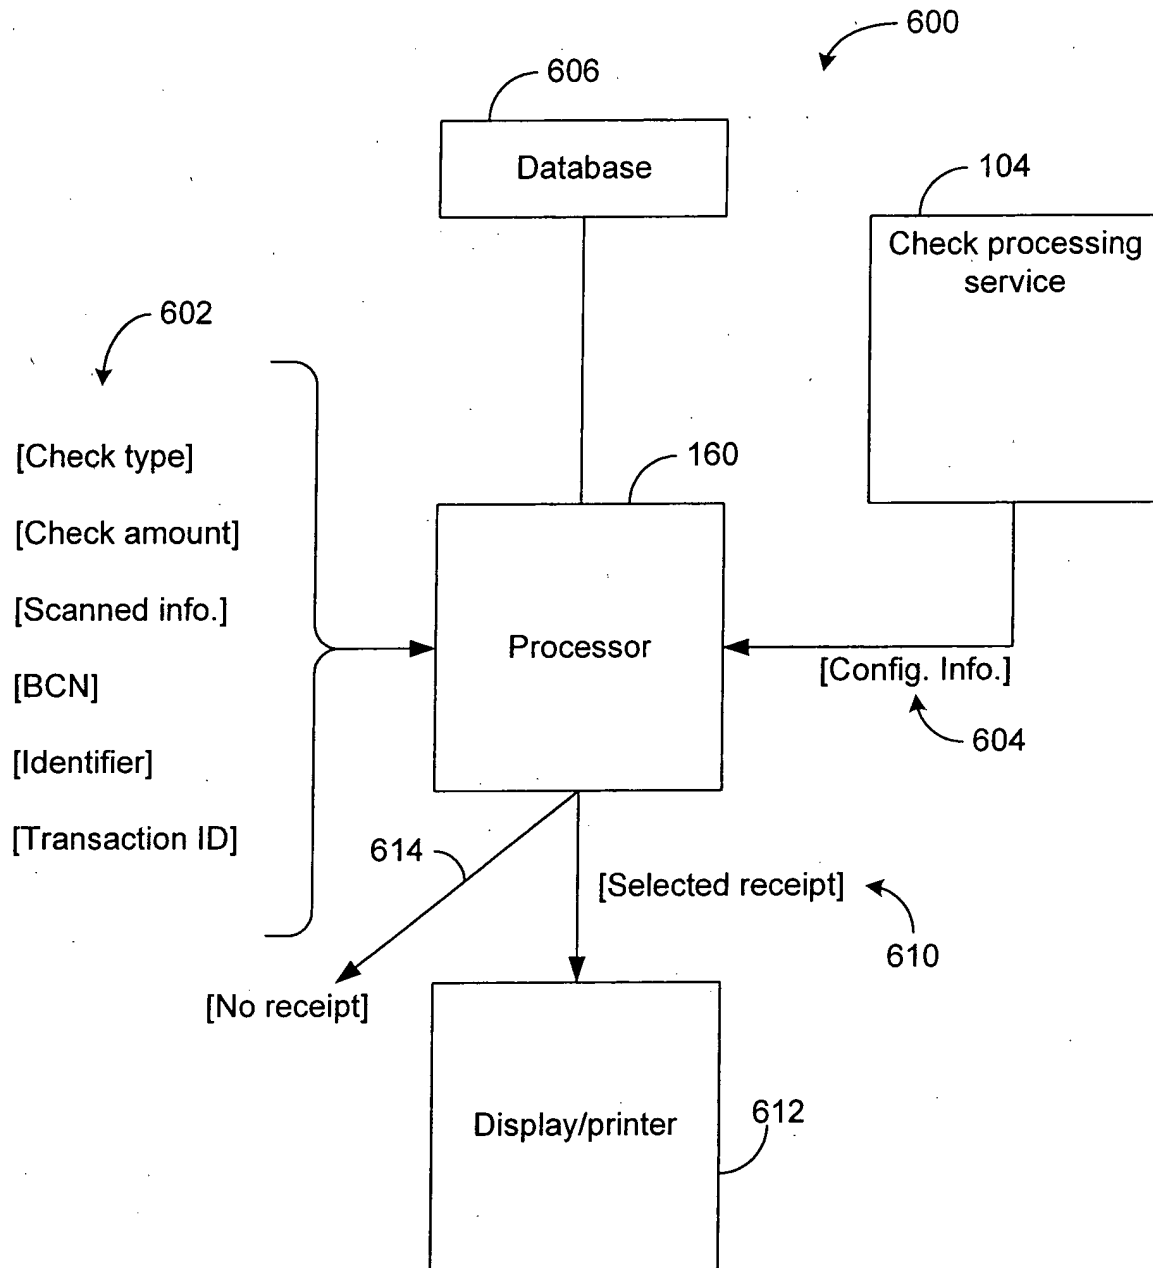 600
606
Database
104
Check processing
service
602
[Check type]
[Check amount]
[Scanned info.]
[BCN]
[Identifier]
[Transaction ID]
160
Processor
[Config. Info.]
604
614
[Selected receipt]
610
[No receipt]
Display/printer
612